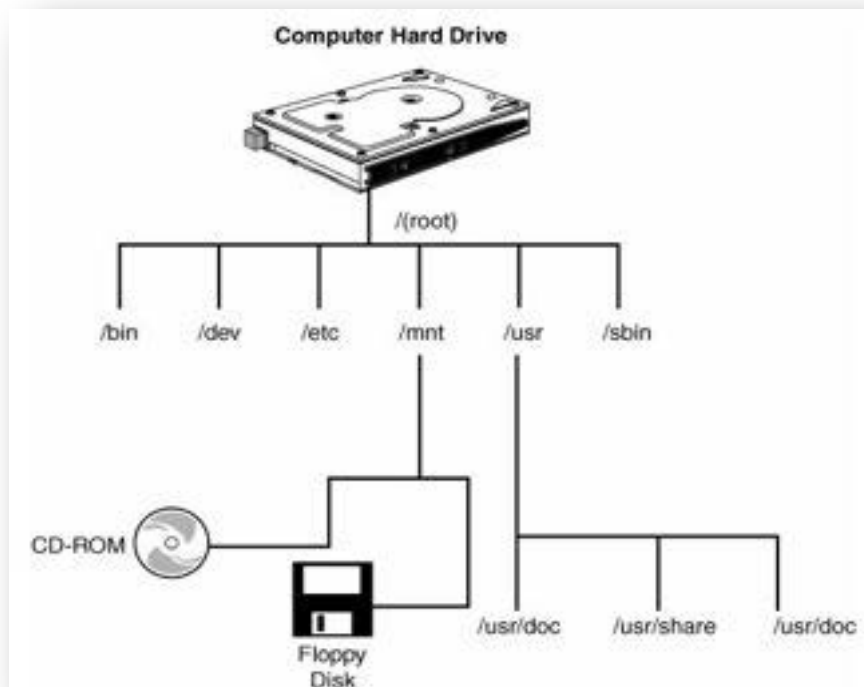 Computer Hard Drive
/(root)
/bin
/dev
/etc
/mnt
/usr
/sbin
CD-ROM
Floppy
Disk
/usr/doc
/usr/share
/usr/doc